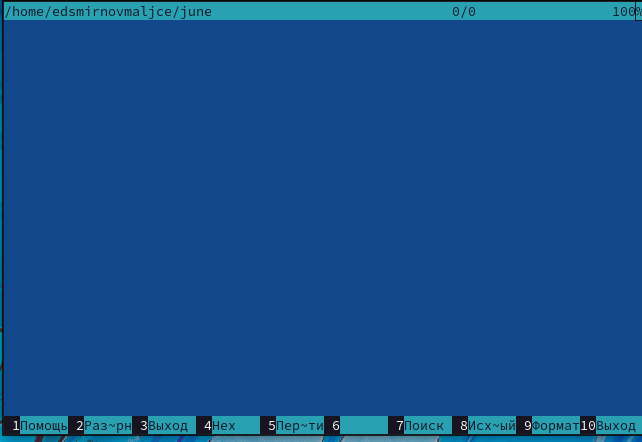 /home/edsmirnovmaljce/june 0/0 100%
1Помощь 2Раз~рн 3Выход 4Hex 5Пер~ти 6 7Поиск 8Исх~ый 9Формат 10Выход